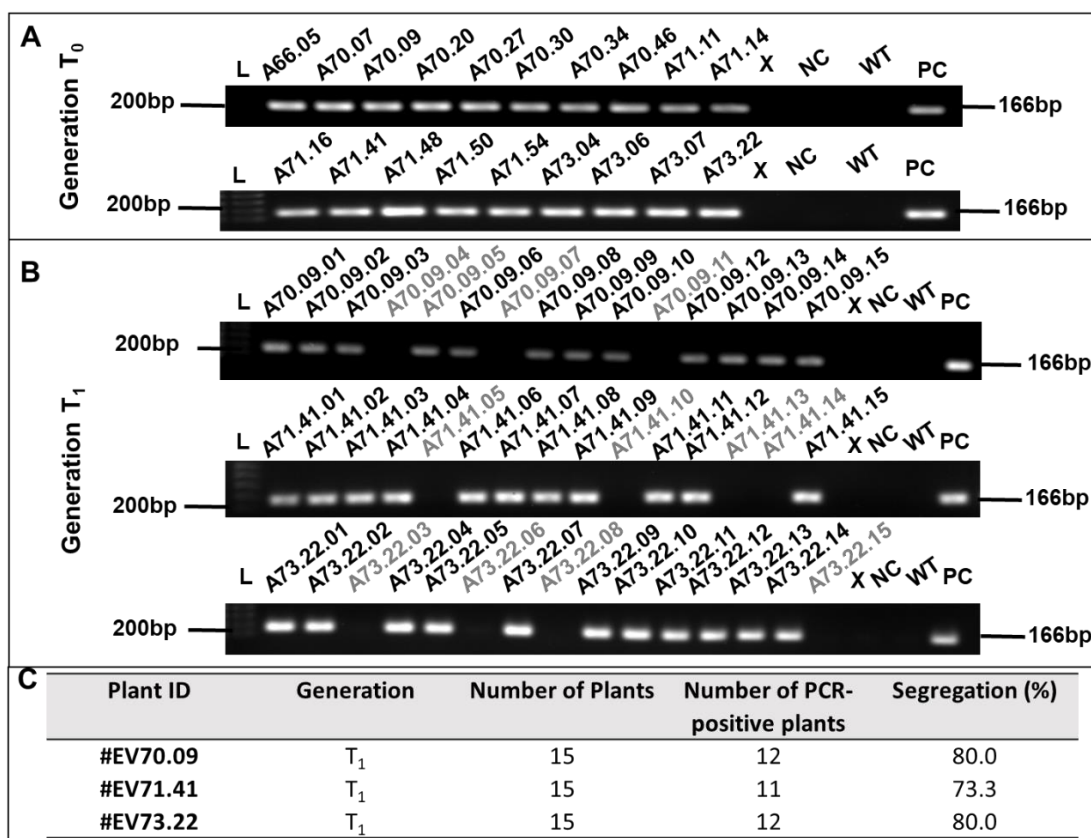 A
Generation T0
L A66.05 A70.07 A70.09 A70.20 A70.27 A70.30 A70.34 A70.46 A71.11 A71.14 X NC WT PC
200bp 166bp
L A71.16 A71.41 A71.48 A71.50 A71.54 A73.04 A73.06 A73.07 A73.22 X NC WT PC
200bp 166bp
B
Generation T1
L A70.09.01 A70.09.02 A70.09.03 A70.09.04 A70.09.05 A70.09.06 A70.09.07 A70.09.08 A70.09.09 A70.09.10 A70.09.11 A70.09.12 A70.09.13 A70.09.14 A70.09.15 X NC WT PC
200bp 166bp
L A71.41.01 A71.41.02 A71.41.03 A71.41.04 A71.41.05 A71.41.06 A71.41.07 A71.41.08 A71.41.09 A71.41.10 A71.41.11 A71.41.12 A71.41.13 A71.41.14 A71.41.15 X NC WT PC
200bp 166bp
L A73.22.01 A73.22.02 A73.22.03 A73.22.04 A73.22.05 A73.22.06 A73.22.07 A73.22.08 A73.22.09 A73.22.10 A73.22.11 A73.22.12 A73.22.13 A73.22.14 A73.22.15 X NC WT PC
200bp 166bp
C
Plant ID Generation Number of Plants Number of PCR-
positive plants Segregation (%)
#EV70.09 T1 15 12 80.0
#EV71.41 T1 15 11 73.3
#EV73.22 T1 15 12 80.0